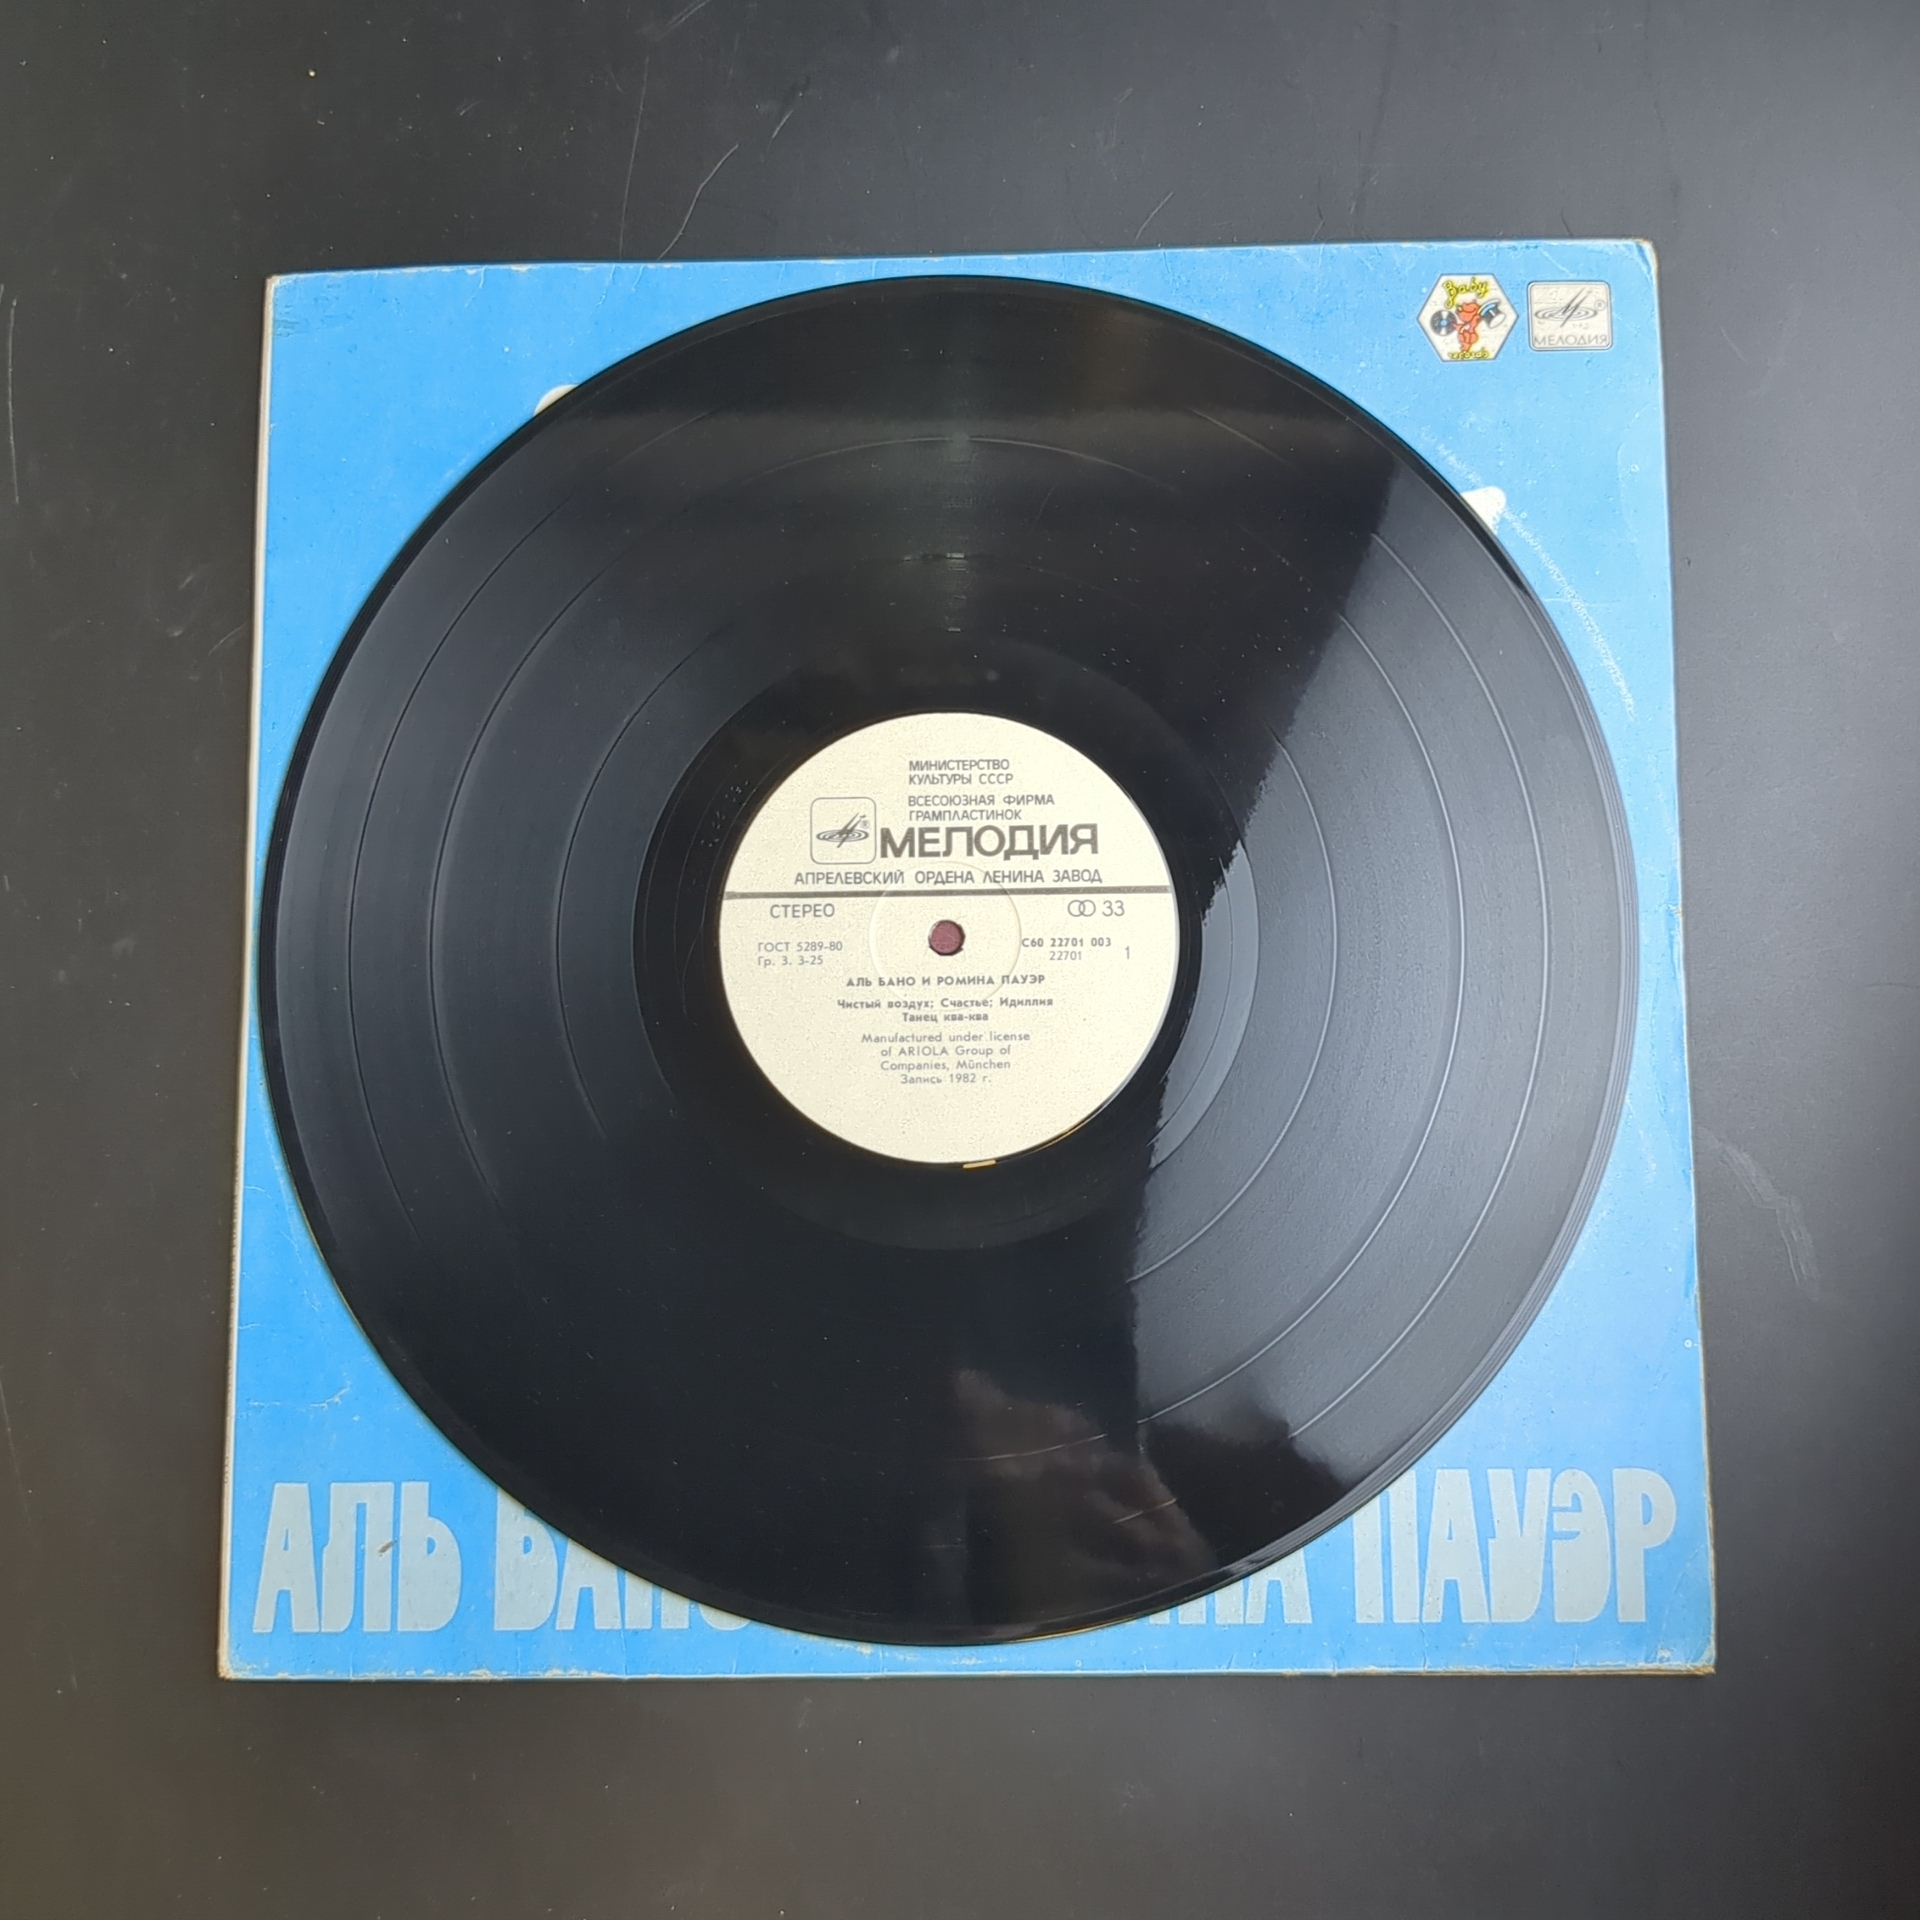 Baby
records
МЕЛОДИЯ
МИНИСТЕРСТВО
КУЛЬТУРЫ СССР
ВСЕСОЮЗНАЯ ФИРМА
ГРАМПЛАСТИНОК
МЕЛОДИЯ
АПРЕЛЕВСКИЙ ОРДЕНА ЛЕНИНА ЗАВОД
СТЕРЕО
33
ГОСТ 5289-80
Гр. 3. 3-25
С60 22701 003
22701
1
АЛЬ БАНО И РОМИНА ПАУЭР
Чистый воздух; Счастье; Идиллия
Танец ква-ква
Manufactured under license
of ARIOLA Group of
Companies, München
Запись 1982 г.
АЛЬ ПАУЭР